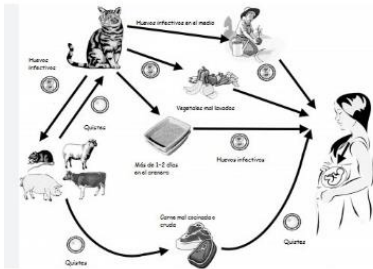 Huevos infectivos en el medio
Huevos
infectivos
Vegetales mal lavados
Quistes
Más de 1-2 días
en el arenero
Huevos infectivos
Carne mal cocinada o
cruda
Quistes
Quistes